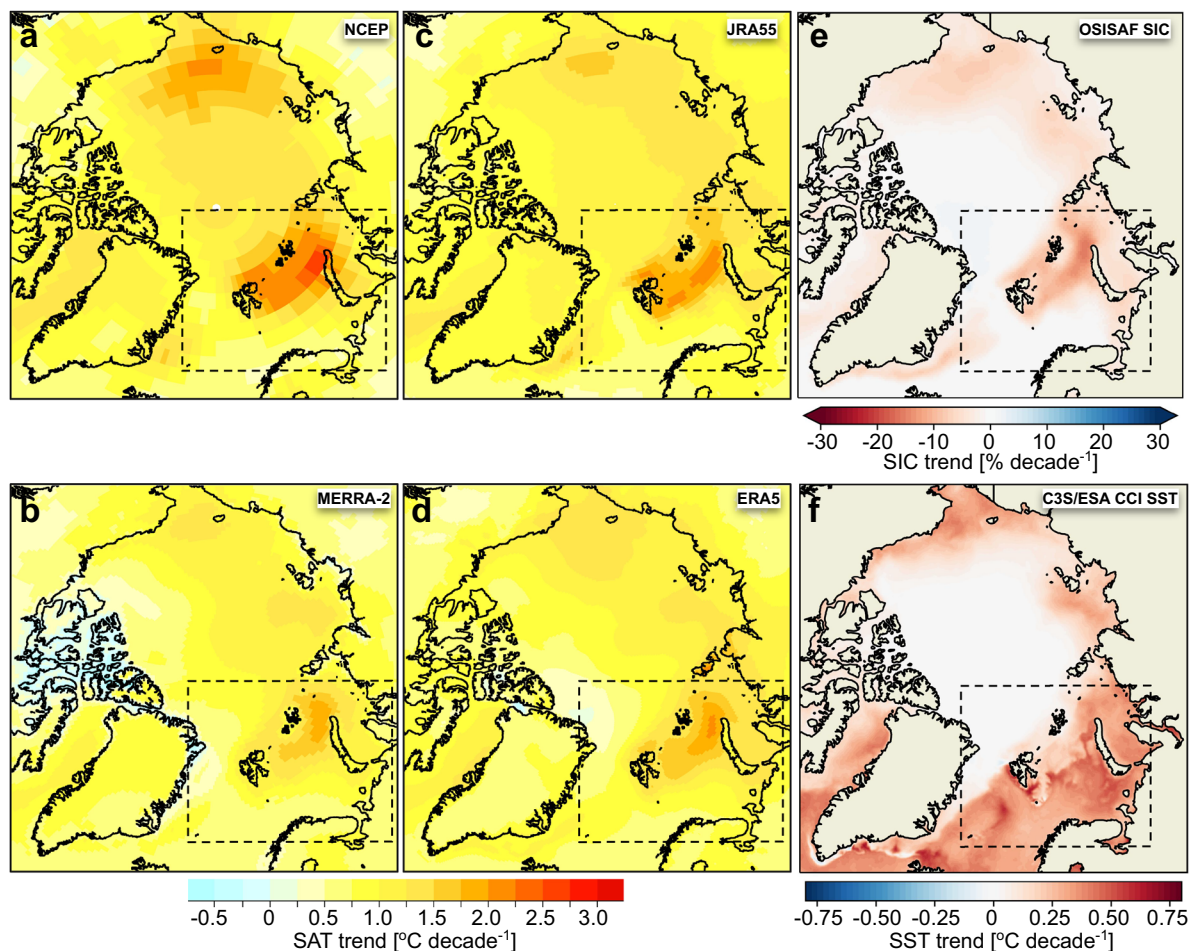 a NCEP
c JRA55
e OSISAF SIC
-30 -20 -10 0 10 20 30
SIC trend [% decade⁻¹]
b MERRA-2
d ERA5
f C3S/ESA CCI SST
-0.5 0 0.5 1.0 1.5 2.0 2.5 3.0
SAT trend [ºC decade⁻¹]
-0.75 -0.50 -0.25 0 0.25 0.50 0.75
SST trend [ºC decade⁻¹]